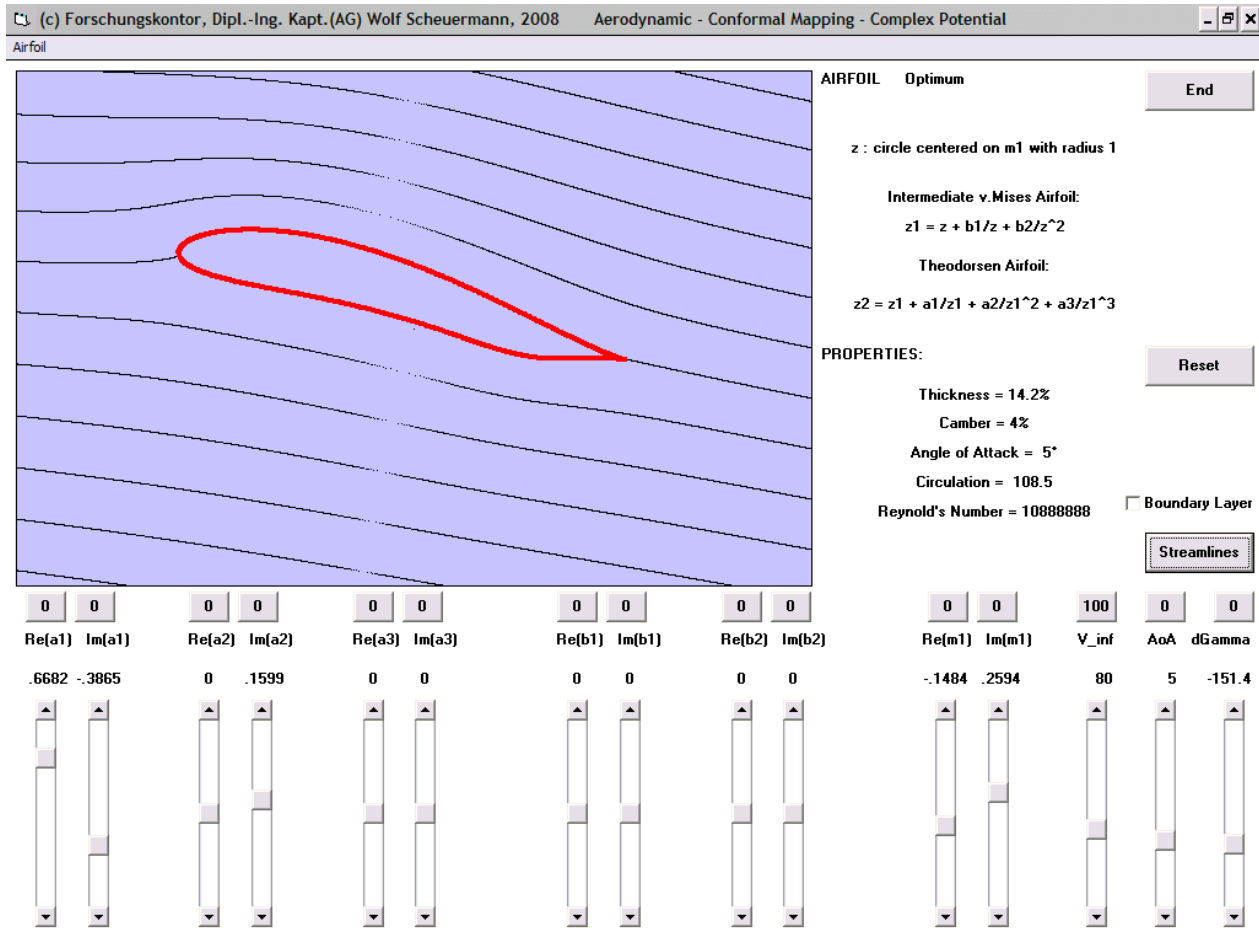 (c) Forschungskontor, Dipl.-Ing. Kapt.(AG) Wolf Scheuermann, 2008 Aerodynamic - Conformal Mapping - Complex Potential
Airfoil
AIRFOIL Optimum
End
z : circle centered on m1 with radius 1
Intermediate v.Mises Airfoil:
z1 = z + b1/z + b2/z^2
Theodorsen Airfoil:
z2 = z1 + a1/z1 + a2/z1^2 + a3/z1^3
PROPERTIES:
Reset
Thickness = 14.2%
Camber = 4%
Angle of Attack = 5°
Circulation = 108.5
Reynold's Number = 10888888
Boundary Layer
Streamlines
0 0 0 0 0 0 0 0 0 0 0 0 100 0 0
Re(a1) Im(a1) Re(a2) Im(a2) Re(a3) Im(a3) Re(b1) Im(b1) Re(b2) Im(b2) Re(m1) Im(m1) V_inf AoA dGamma
.6682 -.3865 0 .1599 0 0 0 0 0 0 -.1484 .2594 80 5 -151.4